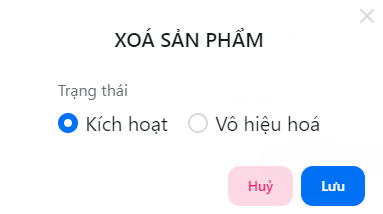 XOÁ SẢN PHẨM
Trạng thái
Kích hoạt
Vô hiệu hoá
Huỷ
Lưu